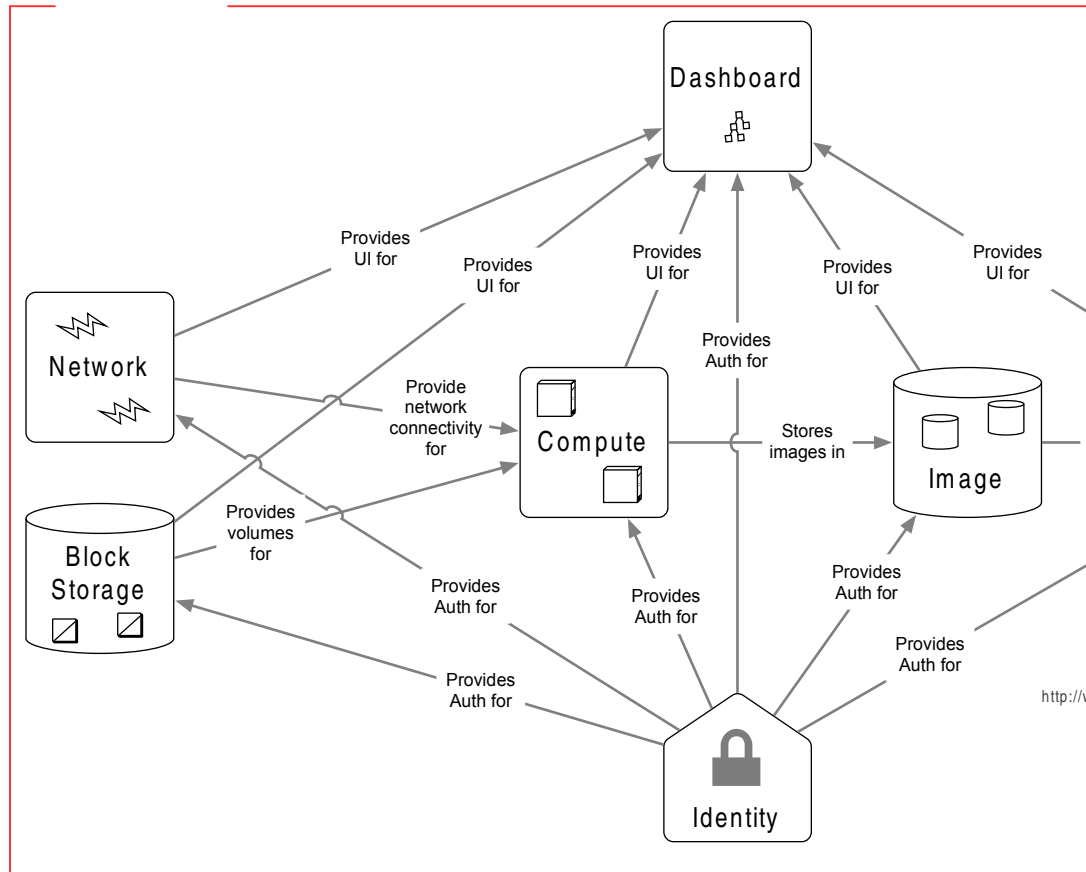 Dashboard
Provides
UI for
Provides
UI for
Provides
UI for
Provides
UI for
Provides
UI for
Network
Provides
Auth for
Provide
network
connectivity
for
Compute
Stores
images in
Image
Block
Storage
Provides
volumes
for
Provides
Auth for
Provides
Auth for
Provides
Auth for
Provides
Auth for
Provides
Auth for
http://v
Identity